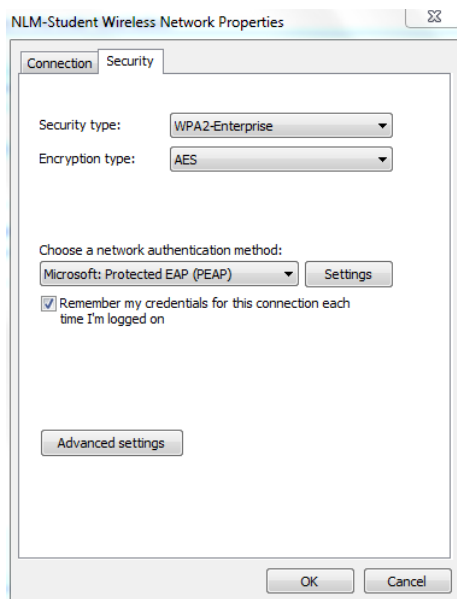 NLM-Student Wireless Network Properties
Connection Security
Security type: WPA2-Enterprise
Encryption type: AES
Choose a network authentication method:
Microsoft: Protected EAP (PEAP) Settings
Remember my credentials for this connection each
time I'm logged on
Advanced settings
OK Cancel